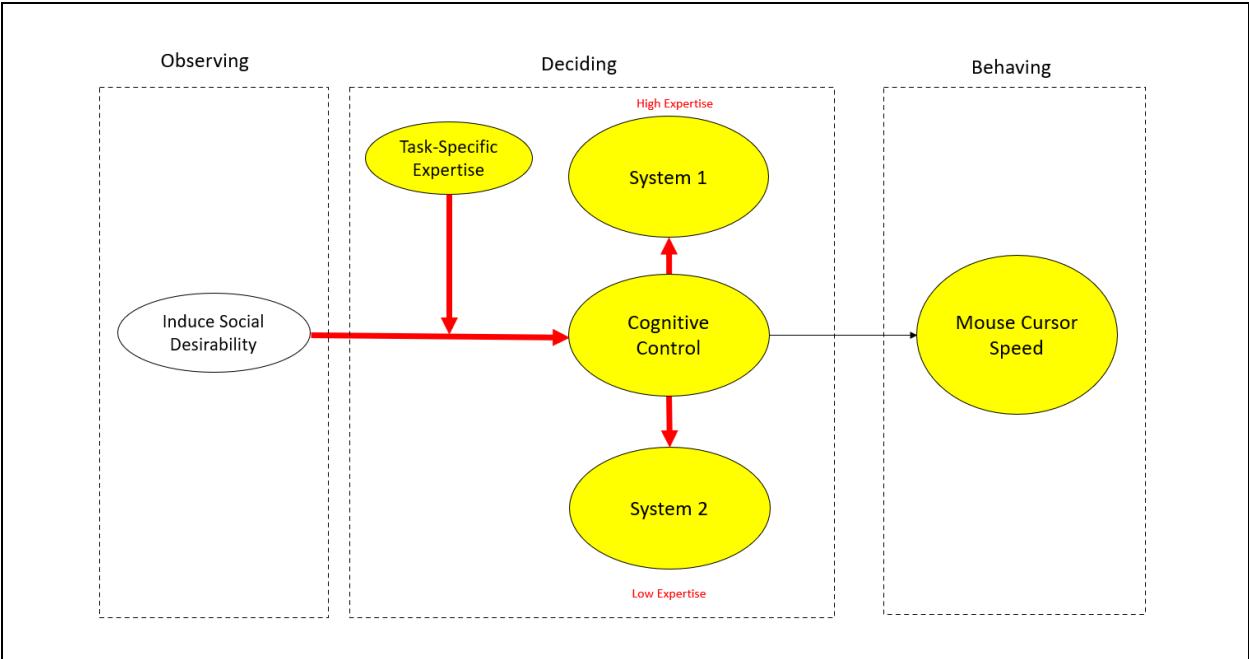 Observing
Deciding
Behaving
High Expertise
Task-Specific
Expertise
System 1
Induce Social
Desirability
Cognitive
Control
Mouse Cursor
Speed
System 2
Low Expertise